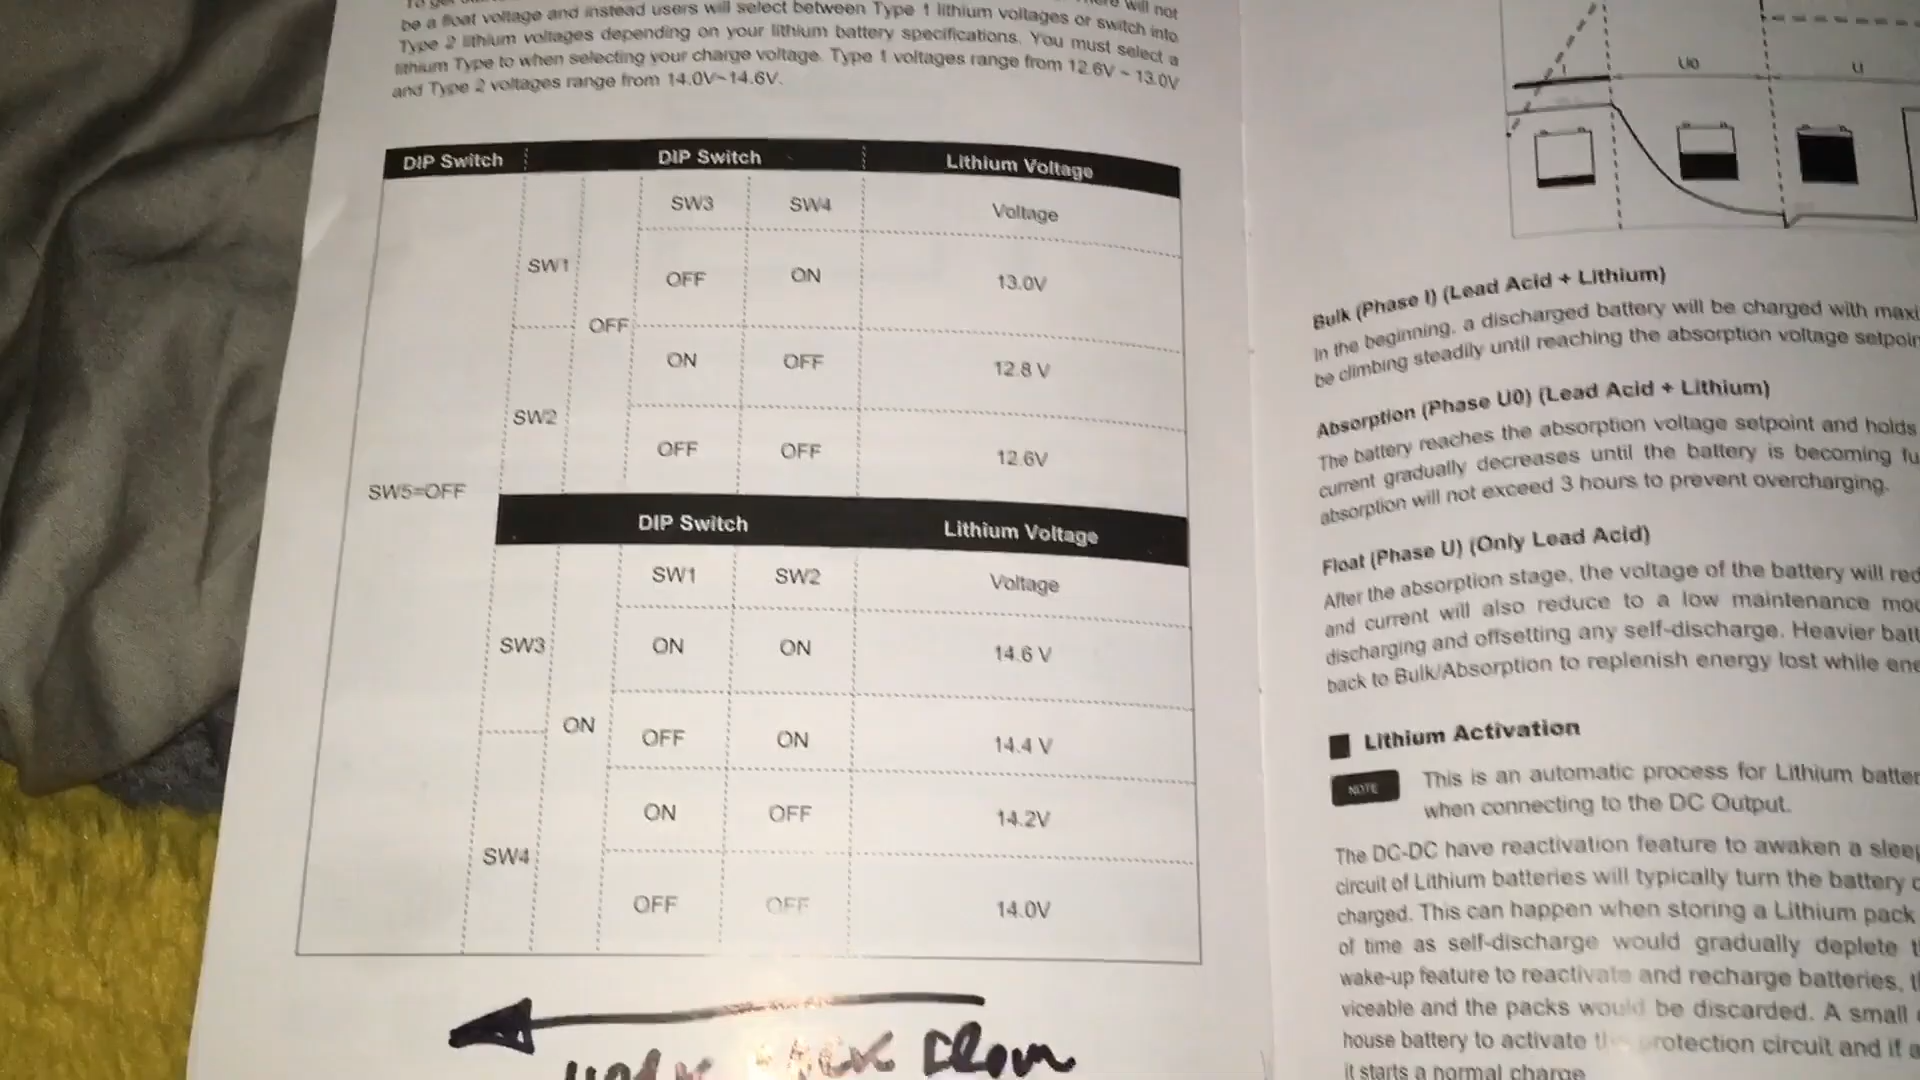 be a float voltage and instead users will select between Type 1 lithium voltages or switch into
Type 2 lithium voltages depending on your lithium battery specifications. You must select a
lithium Type to when selecting your charge voltage. Type 1 voltages range from 12.6V ~ 13.0V
and Type 2 voltages range from 14.0V~14.6V.
DIP Switch DIP Switch Lithium Voltage
SW3 SW4 Voltage
SW1
OFF ON 13.0V
OFF
ON OFF 12.8 V
SW2
OFF OFF 12.6V
SW5=OFF
DIP Switch Lithium Voltage
SW1 SW2 Voltage
SW3
ON ON 14.6 V
ON
OFF ON 14.4 V
ON OFF 14.2V
SW4
OFF OFF 14.0V
U0 U
Bulk (Phase I) (Lead Acid + Lithium)
In the beginning, a discharged battery will be charged with
be climbing steadily until reaching the absorption voltage
Absorption (Phase U0) (Lead Acid + Lithium)
The battery reaches the absorption voltage setpoint and holds
current gradually decreases until the battery is becoming
absorption will not exceed 3 hours to prevent overcharging.
Float (Phase U) (Only Lead Acid)
After the absorption stage, the voltage of the battery will
and current will also reduce to a low maintenance
discharging and offsetting any self-discharge. Heavier
back to Bulk/Absorption to replenish energy lost while
Lithium Activation
NOTE This is an automatic process for Lithium
when connecting to the DC Output.
The DC-DC have reactivation feature to awaken a
circuit of Lithium batteries will typically turn the battery
charged. This can happen when storing a Lithium pack
of time as self-discharge would gradually deplete
wake-up feature to reactivate and recharge batteries,
viceable and the packs would be discarded. A small
house battery to activate protection circuit and if
it starts a normal charge